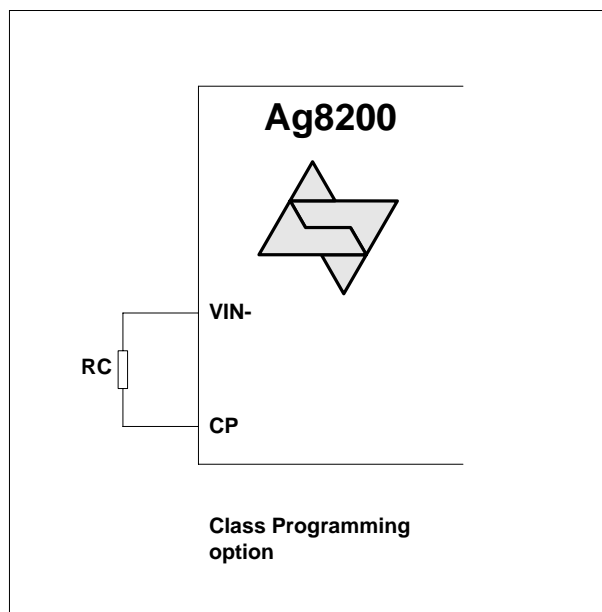 Ag8200
VIN-
RC
CP
Class Programming
option